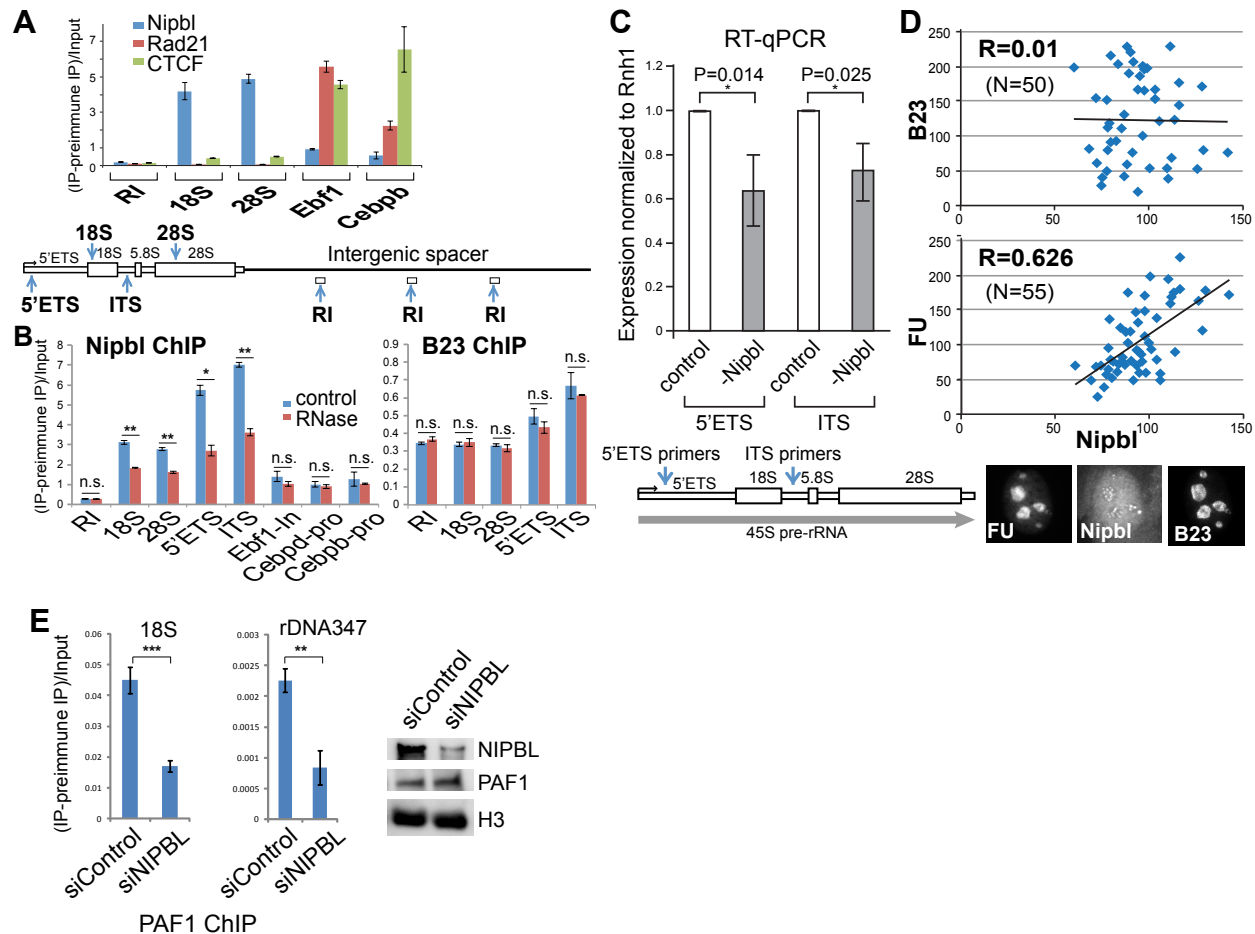 A
Nipbl
Rad21
CTCF
(IP-preimmune IP)/Input
7
5
3
1
0
RI
18S
28S
Ebf1
Cebpb
18S
28S
5'ETS
18S
5.8S
28S
Intergenic spacer
5'ETS
ITS
RI
RI
RI
B
Nipbl ChIP
(IP-preimmune IP)/Input
8
7
6
5
4
3
2
1
0
control
RNase
n.s.
**
**
*
**
n.s.
n.s.
n.s.
RI
18S
28S
5'ETS
ITS
Ebf1-In
Cebpd-pro
Cebpb-pro
B23 ChIP
0.9
0.8
0.7
0.6
0.5
0.4
0.3
0.2
0.1
0
n.s.
n.s.
n.s.
n.s.
n.s.
RI
18S
28S
5'ETS
ITS
C
RT-qPCR
Expression normalized to Rnh1
1.2
1.0
0.8
0.6
0.4
0.2
0
P=0.014
*
P=0.025
*
control
-Nipbl
control
-Nipbl
5'ETS
ITS
5'ETS primers
ITS primers
5'ETS
18S
5.8S
28S
45S pre-rRNA
D
R=0.01
(N=50)
B23
250
200
150
100
50
0
0
50
100
150
R=0.626
(N=55)
FU
250
200
150
100
50
0
0
50
100
150
Nipbl
FU
Nipbl
B23
E
18S
(IP-preimmune IP)/Input
0.06
0.05
0.04
0.03
0.02
0.01
0
***
siControl
siNIPBL
rDNA347
0.003
0.0025
0.002
0.0015
0.001
0.0005
0
**
siControl
siNIPBL
PAF1 ChIP
siControl
siNIPBL
NIPBL
PAF1
H3